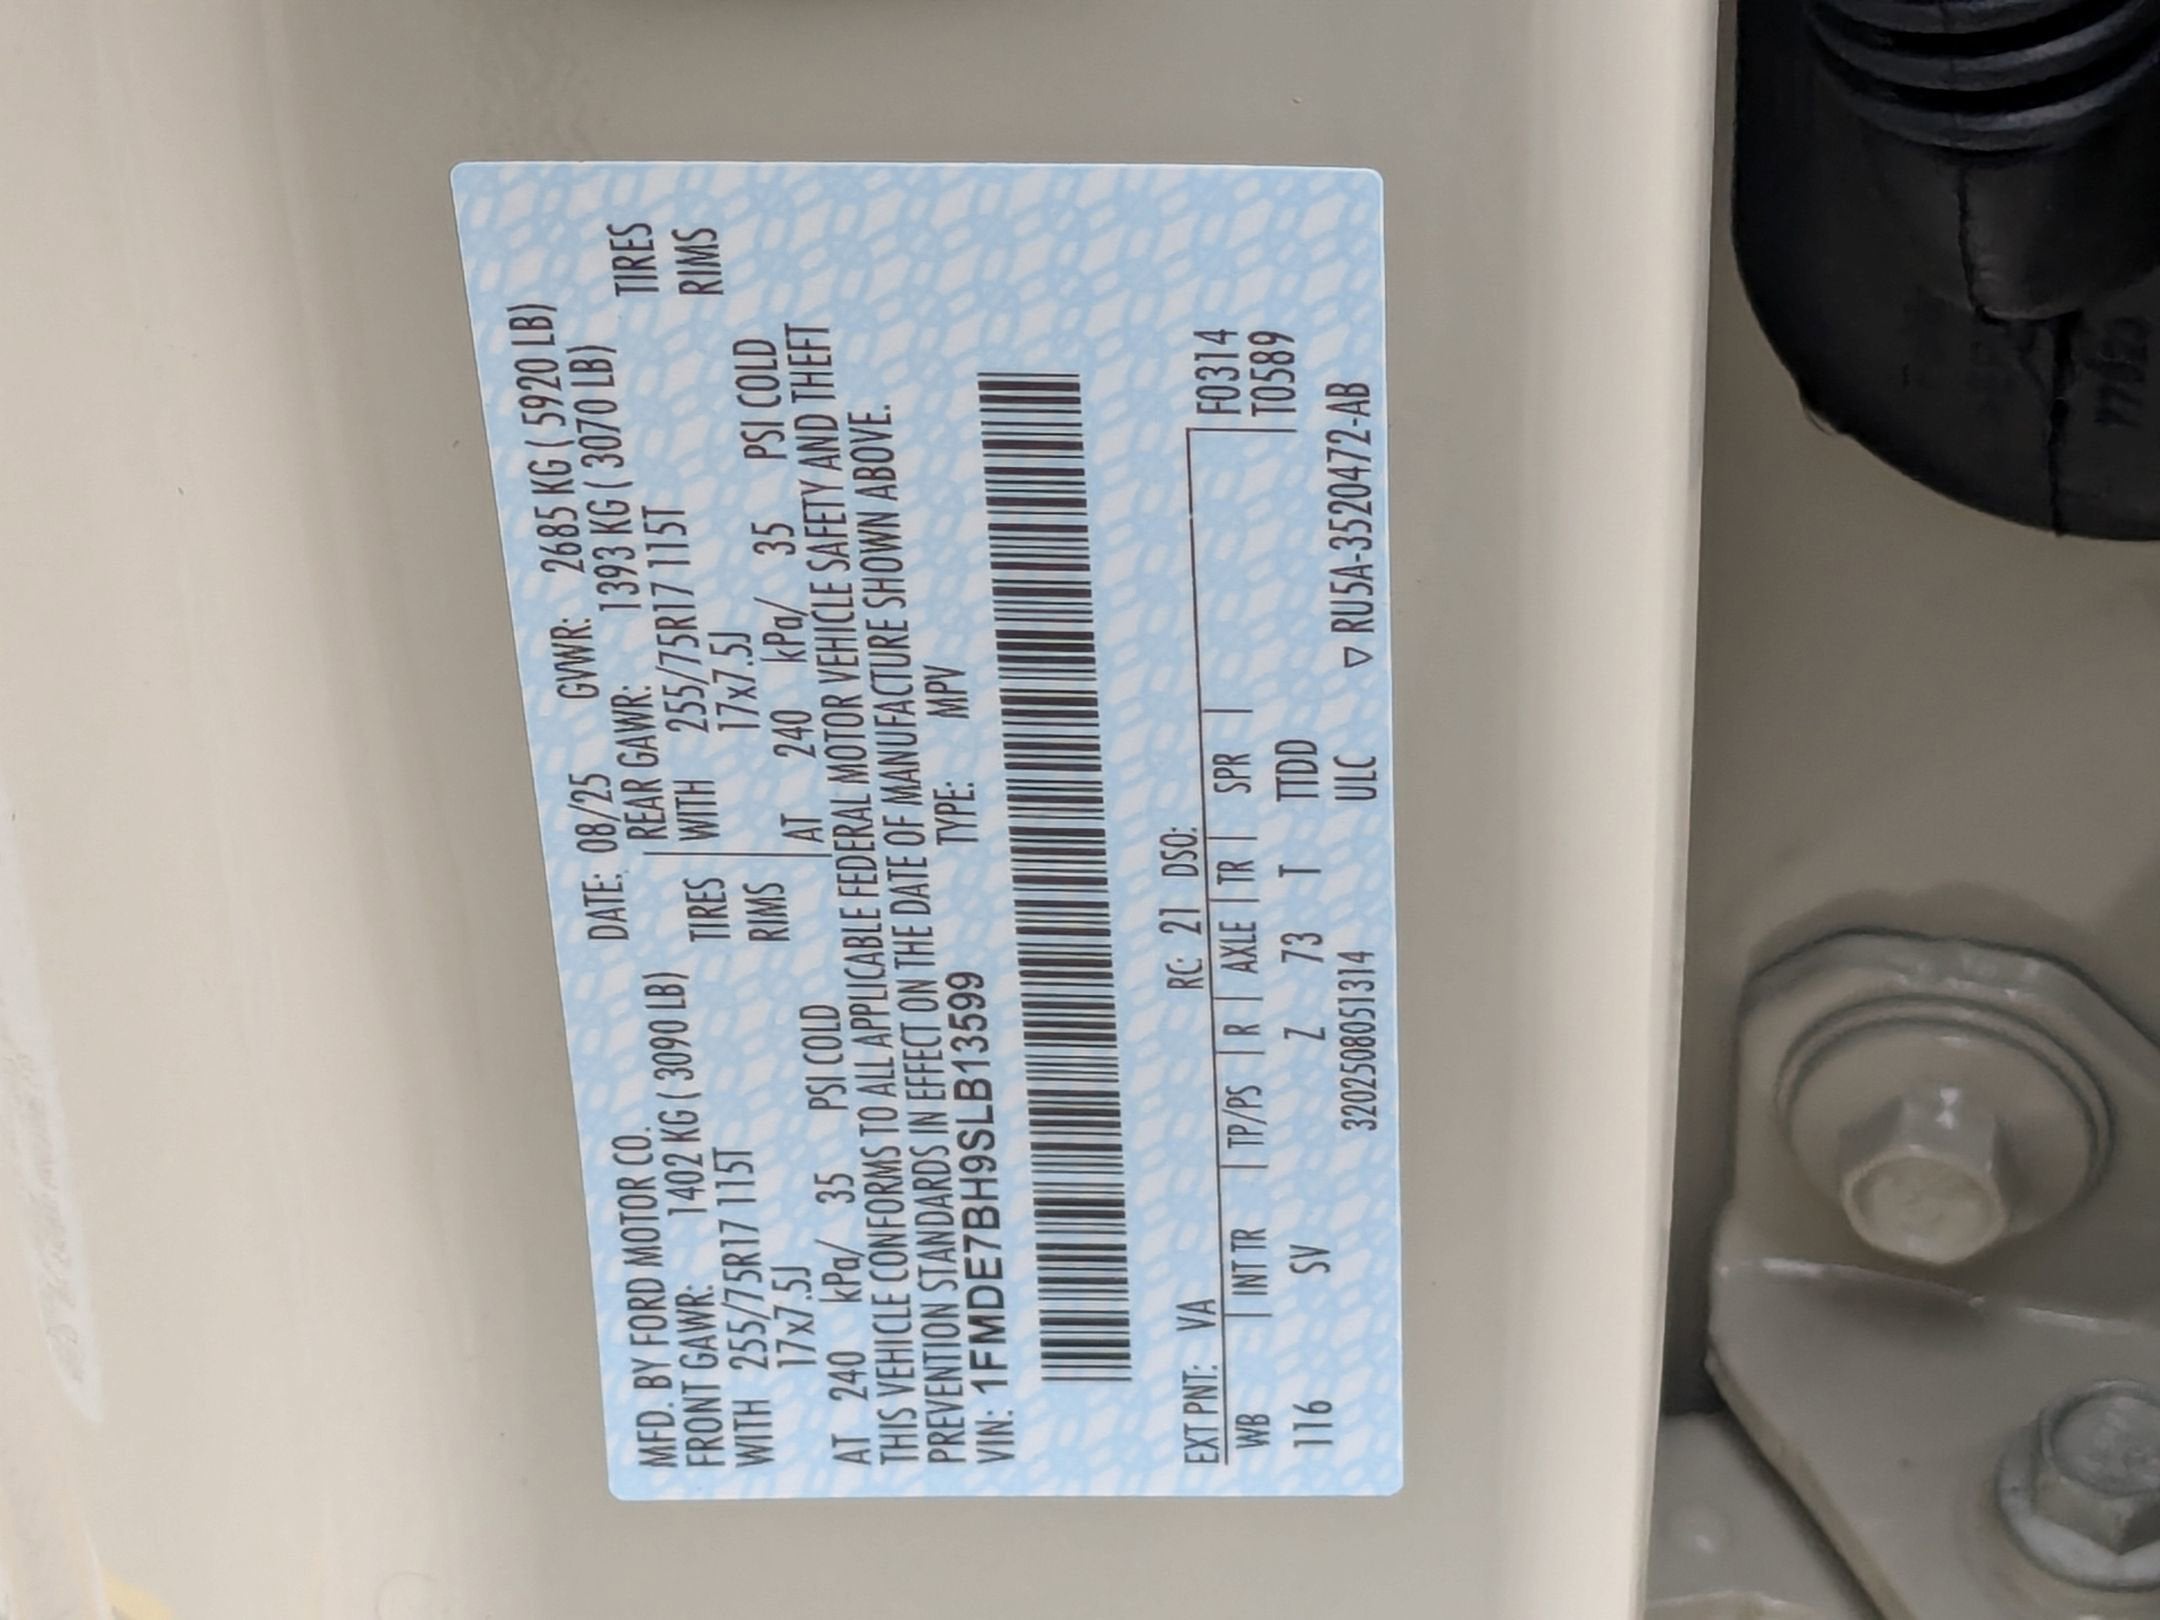 MFD. BY FORD MOTOR CO. DATE: 08/25 GVWR: 2685 KG ( 5920 LB)
FRONT GAWR: 1402 KG ( 3090 LB) REAR GAWR: 1393 KG ( 3070 LB)
WITH 255/75R17 115T TIRES WITH 255/75R17 115T TIRES
17x7.5J RIMS 17x7.5J RIMS
AT 240 kPa/ 35 PSI COLD AT 240 kPa/ 35 PSI COLD
THIS VEHICLE CONFORMS TO ALL APPLICABLE FEDERAL MOTOR VEHICLE SAFETY AND THEFT
PREVENTION STANDARDS IN EFFECT ON THE DATE OF MANUFACTURE SHOWN ABOVE.
VIN: 1FMDE7BH9SLB13599 TYPE: MPV
EXT PNT: VA RC: 21 DSO: F0314
WB INT TR TP/PS R AXLE TR SPR T0589
116 SV Z 73 T TTDD
3202508051314 ULC ▽ RU5A-3520472-AB